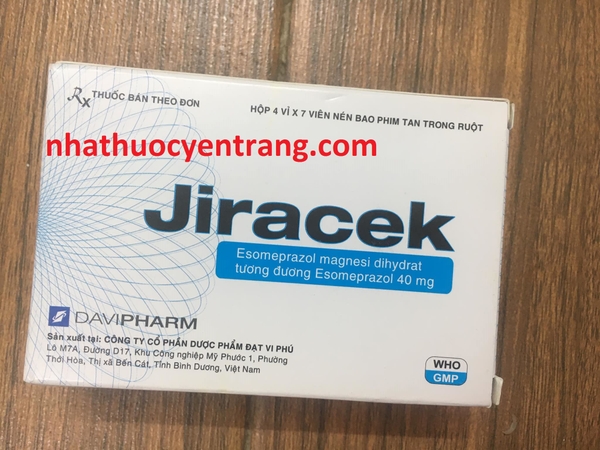 Rx THUỐC BÁN THEO ĐƠN
HỘP 4 VỈ X 7 VIÊN NÉN BAO PHIM TAN TRONG RUỘT
nhathuocyentrang.com
Jiracek
Esomeprazol magnesi dihydrat
tương đương Esomeprazol 40 mg
DAVIPHARM
Sản xuất tại: CÔNG TY CỔ PHẦN DƯỢC PHẨM ĐẠT VI PHÚ
Lô M7A, Đường D17, Khu Công nghiệp Mỹ Phước 1, Phường
Thới Hòa, Thị xã Bến Cát, Tỉnh Bình Dương, Việt Nam
WHO
GMP